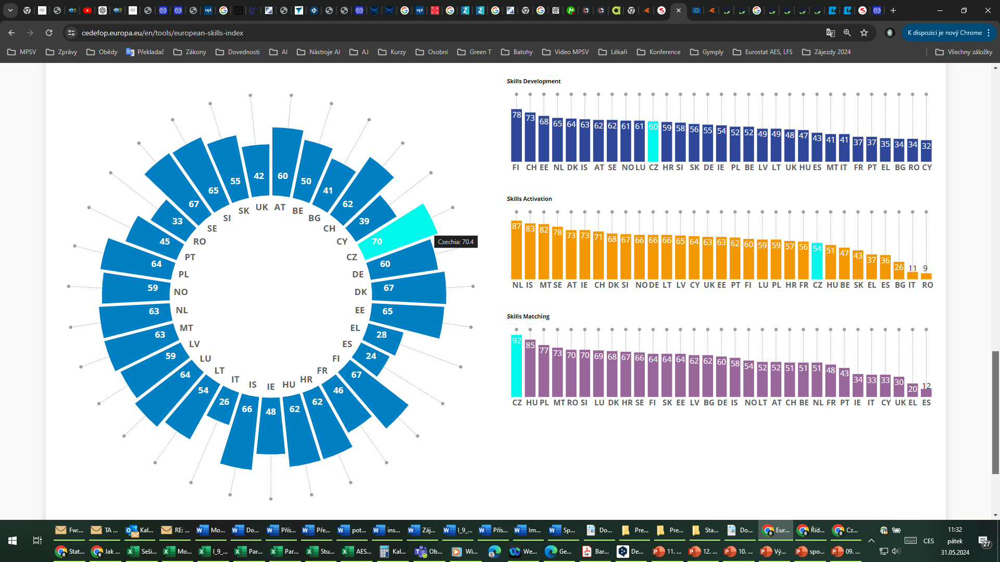 cedefop.europa.eu/en/tools/european-skills-index
K dispozici je nový Chrome
MPSV Zprávy Obědy Překladač Zákony Dovednosti AI Nástroje AI AJ Kurzy Osobní Green T Batohy Video MPSV Lékaři Konference Gymply Eurostat AES, LFS Zájezdy 2024 Všechny záložky
42 60 50 41 62 39 70 60 67 65 28 24 67 46 62 62 48 66 26 54 64 59 63 63 59 64 45 33 67 65 55
UK AT BE BG CH CY CZ DE DK EE EL ES FI FR HR HU IE IS IT LT LU LV MT NL NO PL PT RO SE SI SK
Czechia: 70.4
Skills Development
78 73 68 65 64 63 62 62 61 61 60 59 58 56 55 54 52 52 49 49 48 47 43 41 41 37 37 35 34 34 32
FI CH EE NL DK IS AT SE NO LU CZ HR SI SK DE IE PL BE LV LT UK HU ES MT IT FR PT EL BG RO CY
Skills Activation
87 83 82 78 73 73 71 68 67 66 66 66 65 64 63 63 62 60 59 59 57 56 54 51 47 43 37 36 26 11 9
NL IS MT SE AT IE CH DK SI NO DE LT LV CY UK EE PT FI LU PL HR FR CZ HU BE SK EL ES BG IT RO
Skills Matching
92 85 77 73 70 70 69 68 67 66 64 64 64 62 62 60 58 54 52 52 51 51 51 48 43 34 33 33 30 20 12
CZ HU PL MT RO SI LU DK HR SE FI SK EE LV BG DE IS NO LT AT CH BE NL FR PT IE IT CY UK EL ES
Fw:... TA ... Kal... RE: ... Mo... Do... Přís... Pře... pot... ins... Záj... I_9_... Přís... Im... Sp... Do... Pre... Pre... Sta... Do... Eur... Říd... Cz...
Stat... Jak ... Seši... Mo... I_9_... Par... Par... Stu... AES... Kal... Ob... Wi... We... Ge... Bar... De... 11. ... 12. ... 10. ... Vý... spo... 09. ...
CES
11:32
pátek
31.05.2024
27